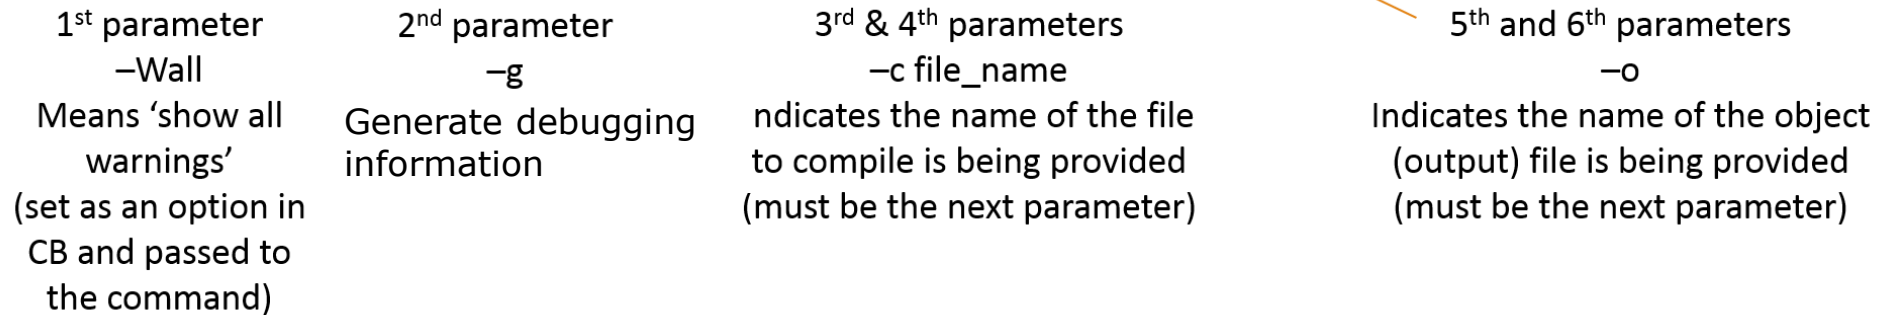 1st parameter
–Wall
Means ‘show all
warnings’
(set as an option in
CB and passed to
the command)
2nd parameter
–g
Generate debugging
information
3rd & 4th parameters
–c file_name
ndicates the name of the file
to compile is being provided
(must be the next parameter)
5th and 6th parameters
–o
Indicates the name of the object
(output) file is being provided
(must be the next parameter)